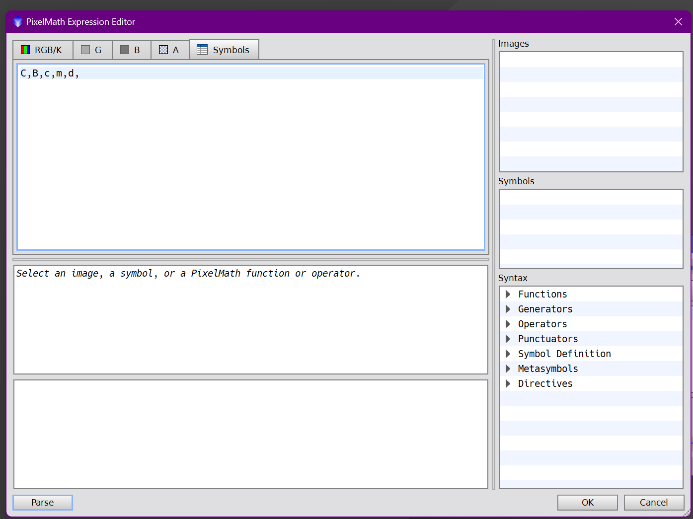 PixelMath Expression Editor
RGB/K G B A Symbols
C,B,c,m,d,
Select an image, a symbol, or a PixelMath function or operator.
Parse
Images
Symbols
Syntax
Functions
Generators
Operators
Punctuators
Symbol Definition
Metasymbols
Directives
OK Cancel